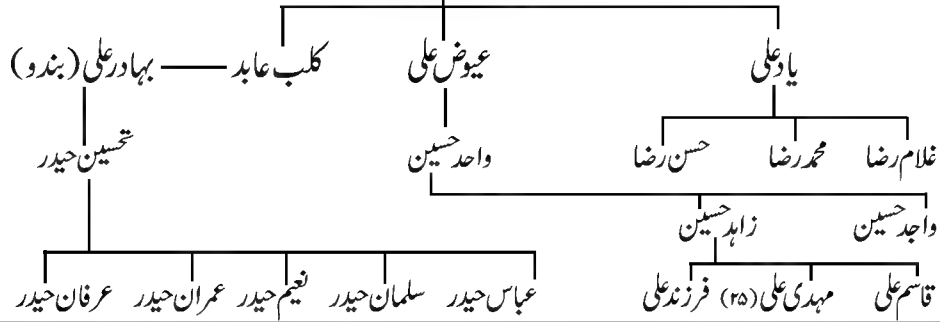 یاد علی عیوض علی کلب عابد بہادر علی (بندو)
غلام رضا محمد رضا حسن رضا واحد حسین تحسین حیدر
واجد حسین زاہد حسین
قاسم علی مہدی علی (۲۵) فرزند علی عباس حیدر سلمان حیدر نعیم حیدر عمران حیدر عرفان حیدر